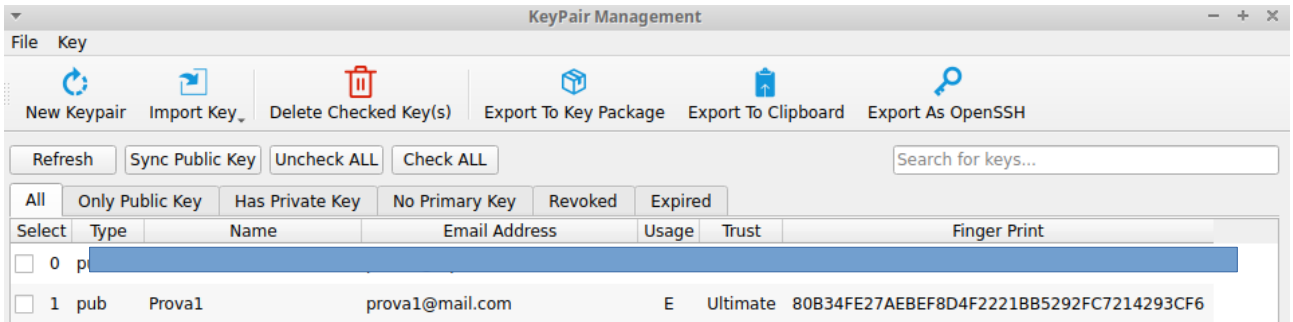 KeyPair Management
File Key
New Keypair Import Key Delete Checked Key(s) Export To Key Package Export To Clipboard Export As OpenSSH
Refresh Sync Public Key Uncheck ALL Check ALL Search for keys...
All Only Public Key Has Private Key No Primary Key Revoked Expired
Select Type Name Email Address Usage Trust Finger Print
0
1 pub Prova1 prova1@mail.com E Ultimate 80B34FE27AEBEF8D4F2221BB5292FC7214293CF6